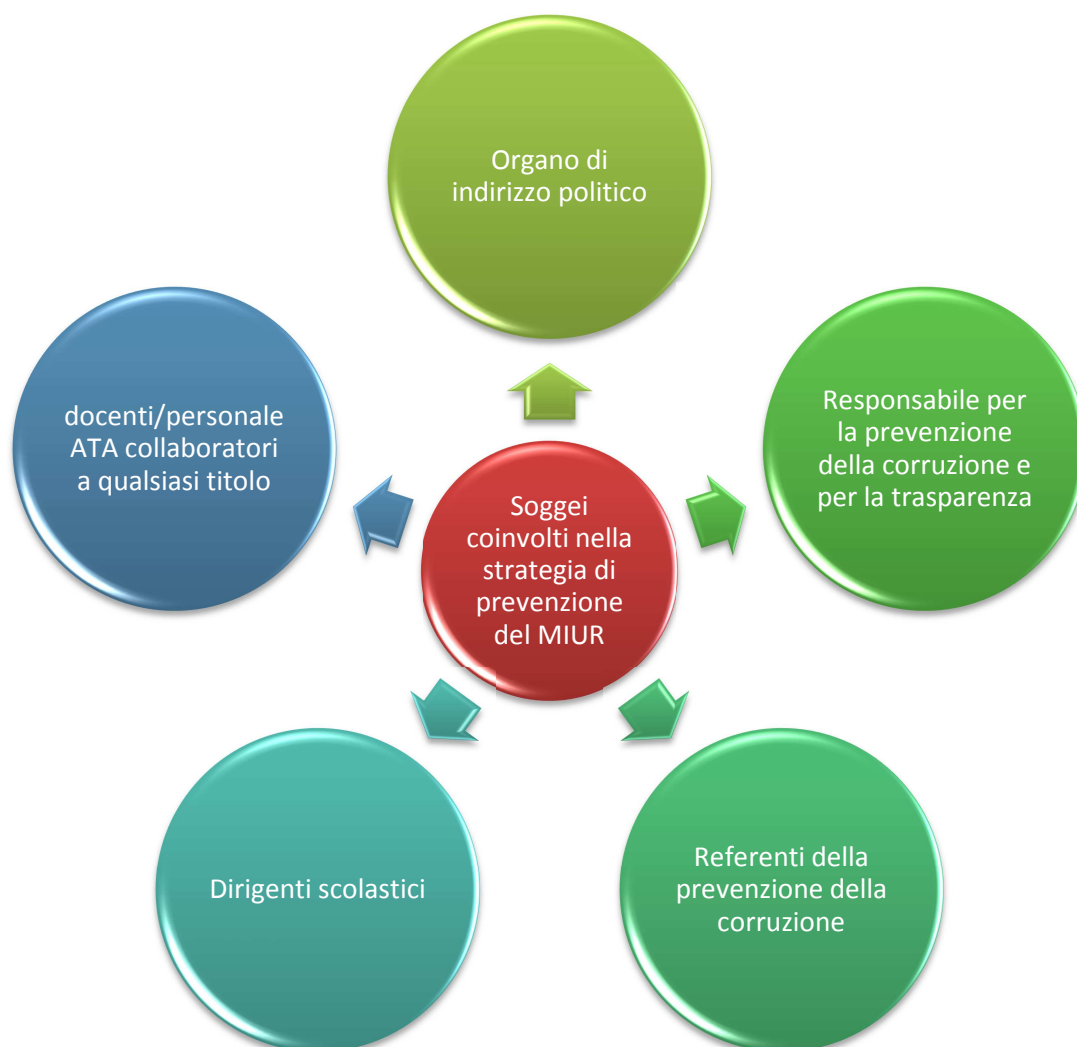 Organo di
indirizzo politico
Responsabile per
la prevenzione
della corruzione e
per la trasparenza
Referenti della
prevenzione della
corruzione
Dirigenti scolastici
docenti/personale
ATA collaboratori
a qualsiasi titolo
Soggei
coinvolti nella
strategia di
prevenzione
del MIUR